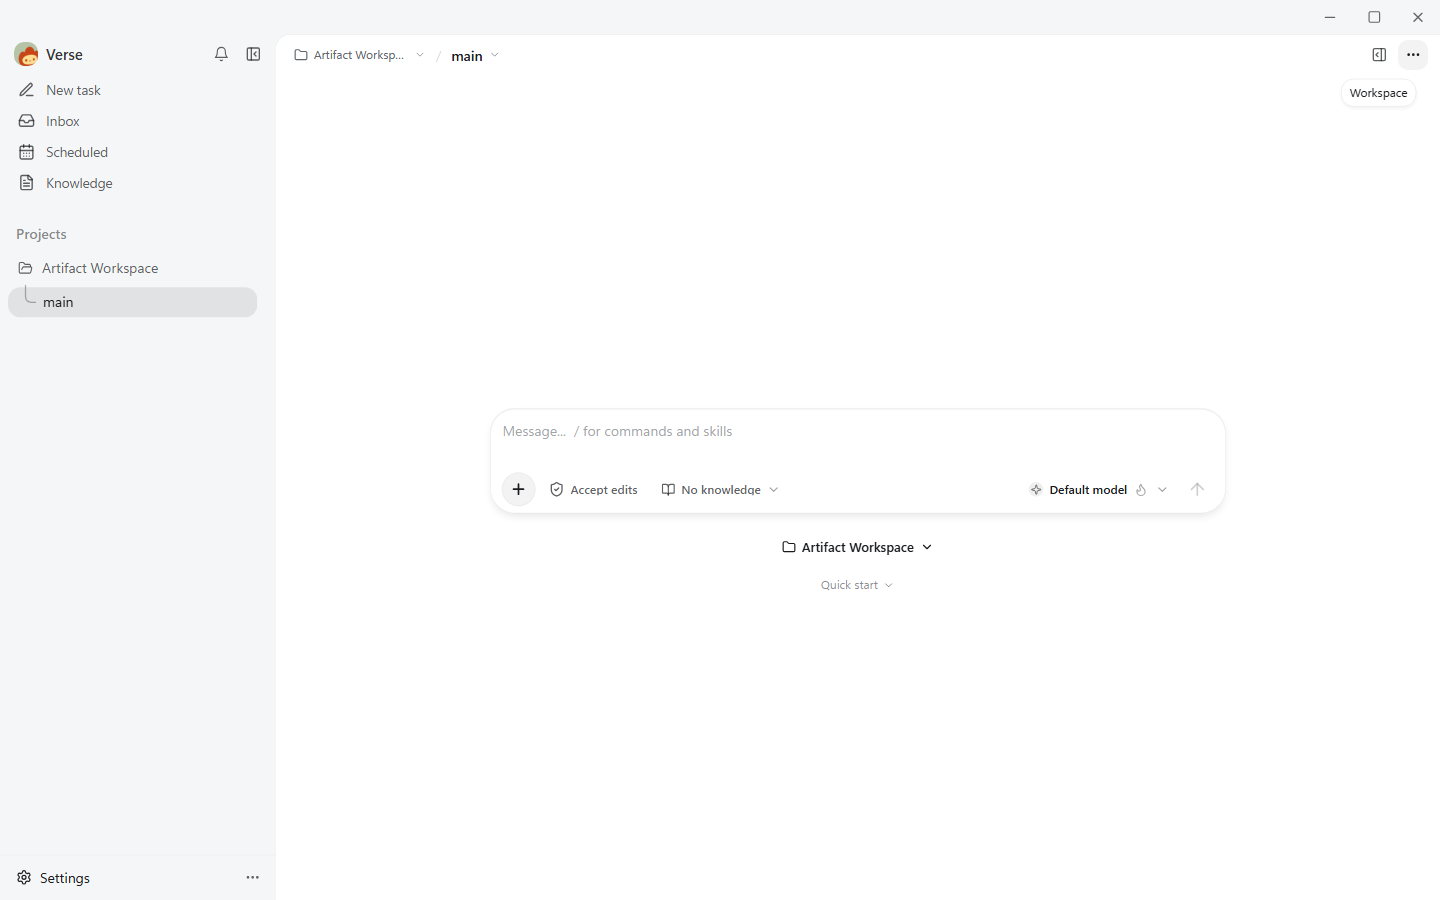 Verse
New task
Inbox
Scheduled
Knowledge
Projects
Artifact Workspace
main
Settings
Artifact Worksp... / main
Workspace
Message... / for commands and skills
Accept edits No knowledge Default model
Artifact Workspace
Quick start